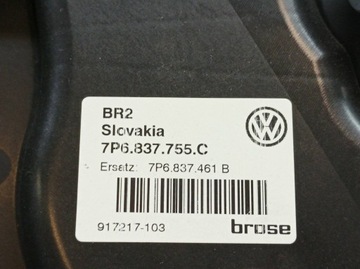 BR2
Slovakia
7P6.837.755.C
Ersatz: 7P6.837.461 B
917217-103
brose